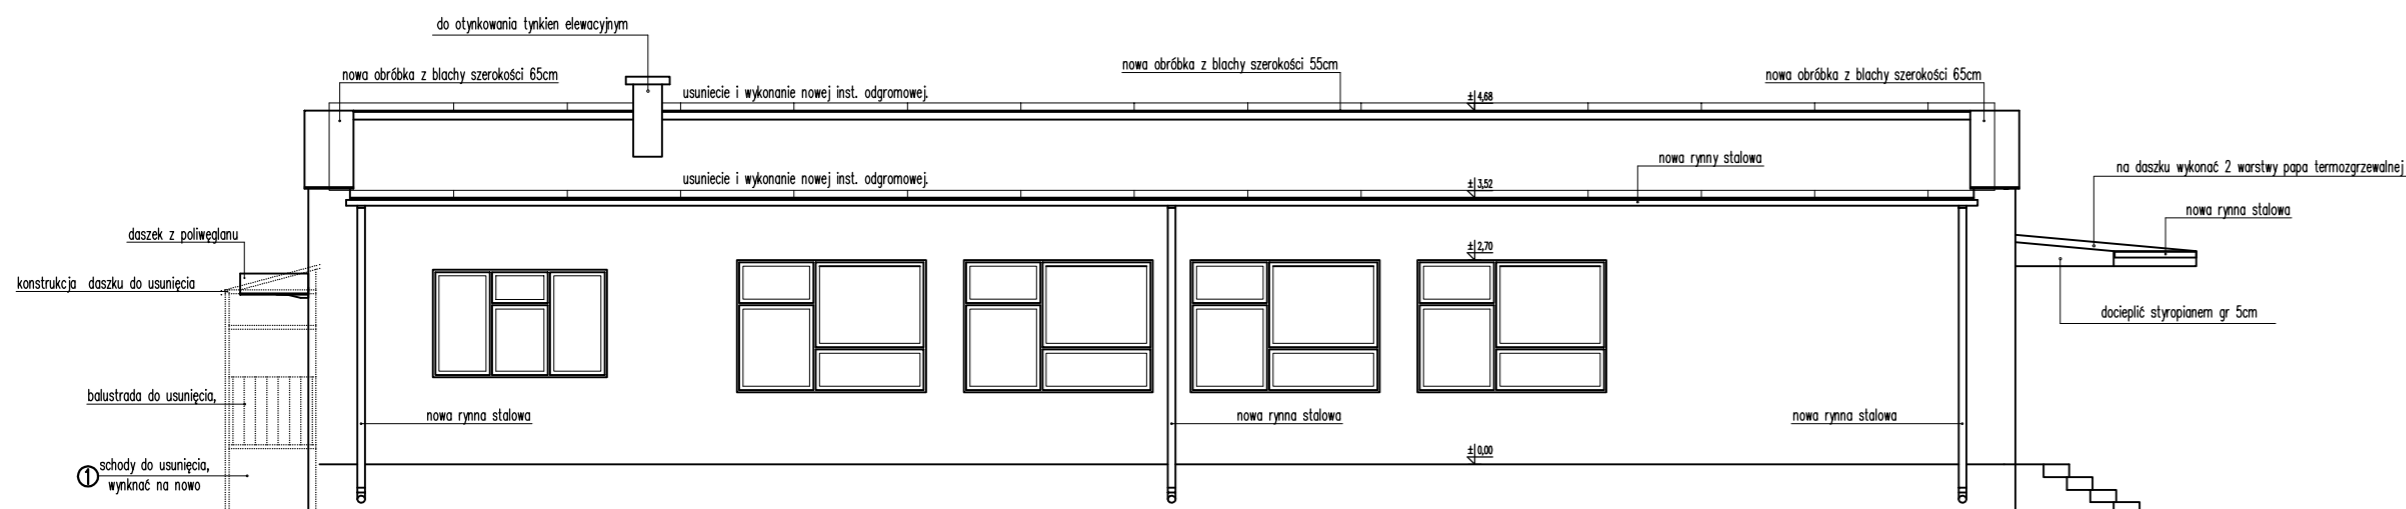 do otynkowania tynkien elewacyjnym
nowa obróbka z blachy szerokości 65cm
nowa obróbka z blachy szerokości 55cm
nowa obróbka z blachy szerokości 65cm
usuniecie i wykonanie nowej inst. odgromowej.
± 4,68
nowa rynny stalowa
na daszku wykonać 2 warstwy papa termozgrzewalnej
usuniecie i wykonanie nowej inst. odgromowej.
± 3,52
nowa rynna stalowa
daszek z poliwęglanu
± 2,70
konstrukcja daszku do usunięcia
docieplić styropianem gr 5cm
balustrada do usunięcia,
nowa rynna stalowa
nowa rynna stalowa
nowa rynna stalowa
± 0,00
1 schody do usunięcia,
wynknać na nowo